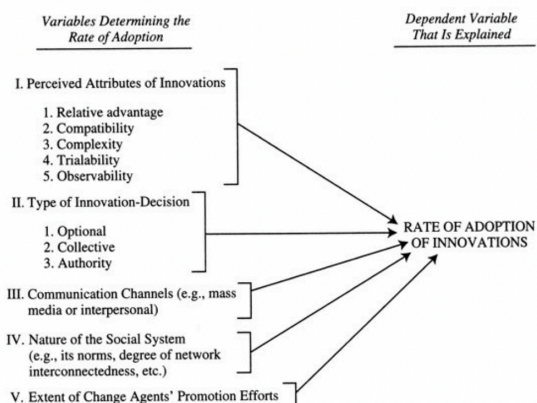 Variables Determining the
Rate of Adoption
Dependent Variable
That Is Explained
I. Perceived Attributes of Innovations
1. Relative advantage
2. Compatibility
3. Complexity
4. Trialability
5. Observability
II. Type of Innovation-Decision
1. Optional
2. Collective
3. Authority
III. Communication Channels (e.g., mass
media or interpersonal)
IV. Nature of the Social System
(e.g., its norms, degree of network
interconnectedness, etc.)
V. Extent of Change Agents' Promotion Efforts
RATE OF ADOPTION
OF INNOVATIONS